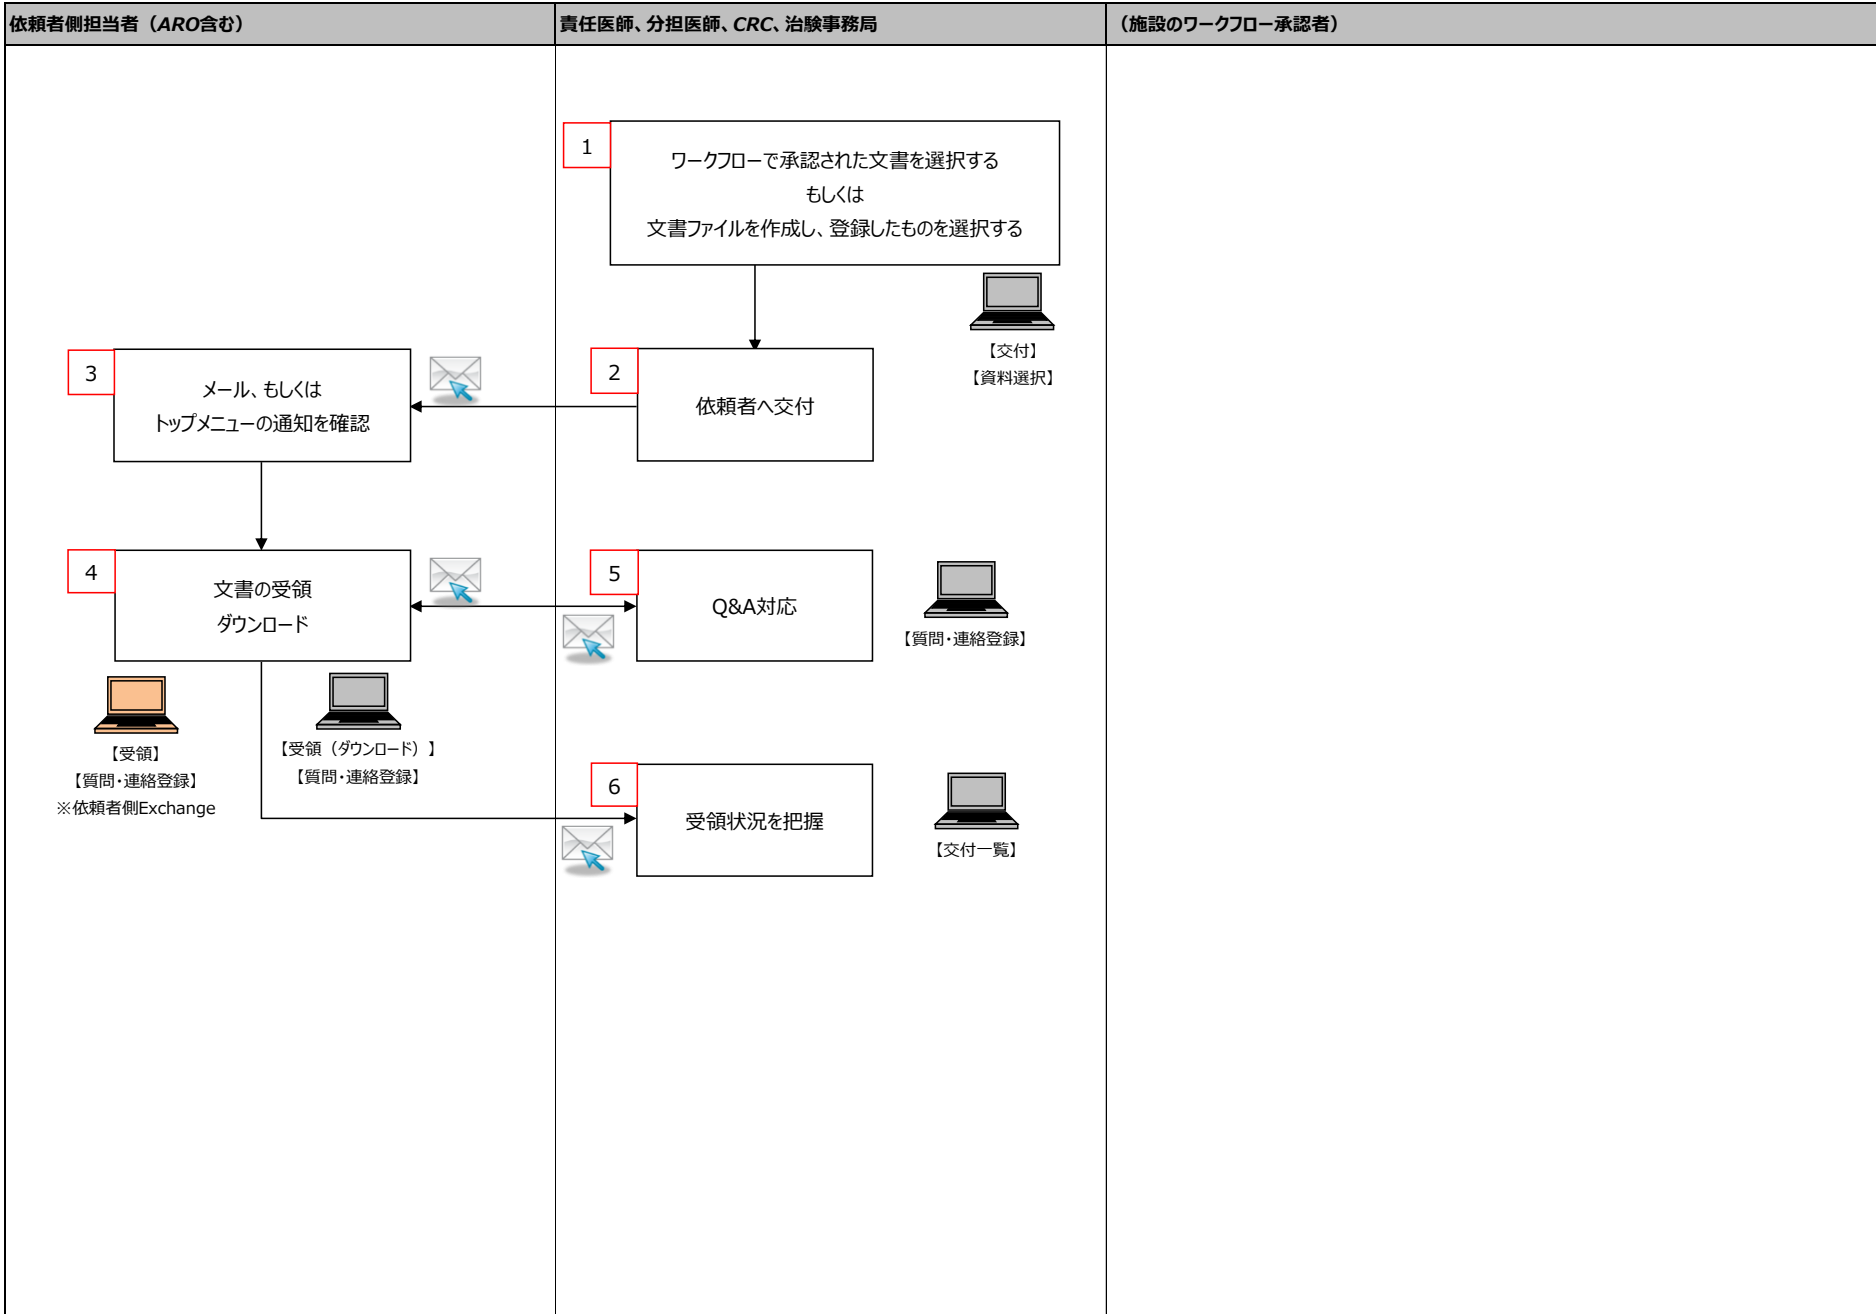 依頼者側担当者（ARO含む）
責任医師、分担医師、CRC、治験事務局
（施設のワークフロー承認者）
1
ワークフローで承認された文書を選択する
もしくは
文書ファイルを作成し、登録したものを選択する
【交付】
【資料選択】
2
依頼者へ交付
3
メール、もしくは
トップメニューの通知を確認
4
文書の受領
ダウンロード
5
Q&A対応
【質問・連絡登録】
【受領】
【質問・連絡登録】
※依頼者側Exchange
【受領（ダウンロード）】
【質問・連絡登録】
6
受領状況を把握
【交付一覧】